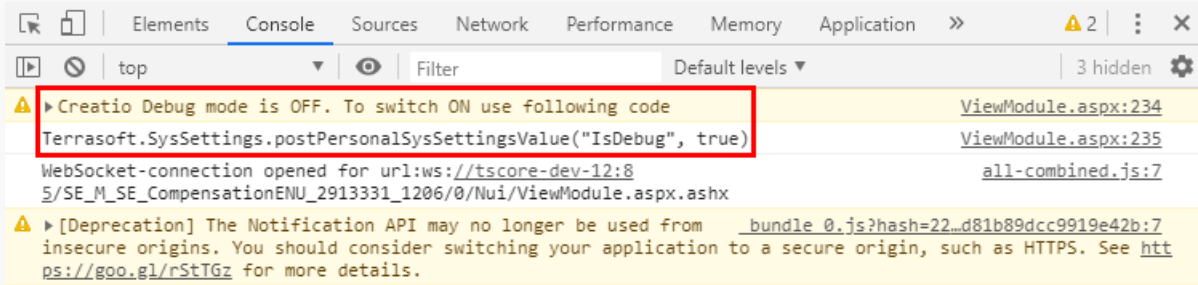 Elements Console Sources Network Performance Memory Application » 2
top Filter Default levels ▼ 3 hidden
Creatio Debug mode is OFF. To switch ON use following code ViewModule.aspx:234
Terrasoft.SysSettings.postPersonalSysSettingsValue("IsDebug", true) ViewModule.aspx:235
WebSocket-connection opened for url:ws://tscore-dev-12:8 all-combined.js:7
5/SE_M_SE_CompensationENU_2913331_1206/0/Nui/ViewModule.aspx.ashx
[Deprecation] The Notification API may no longer be used from _bundle_0.js?hash=22…d81b89dcc9919e42b:7
insecure origins. You should consider switching your application to a secure origin, such as HTTPS. See htt
ps://goo.gl/rStTGz for more details.